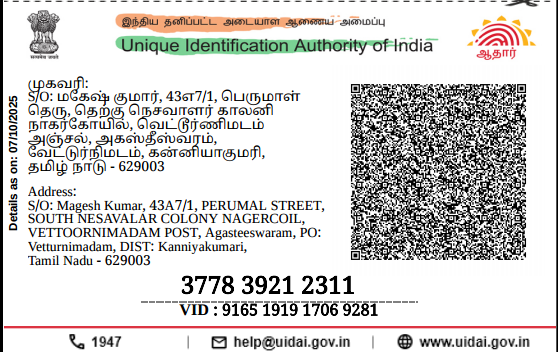 இந்திய தனிப்பட்ட அடையாள ஆணைய அமைப்பு
Unique Identification Authority of India
सत्यमेव जयते
ஆதார்
Details as on: 07/10/2025
முகவரி:
S/O: மகேஷ் குமார், 43எ7/1, பெருமாள்
தெரு, தெற்கு நெசவாளர் காலனி
நாகர்கோயில், வெட்டூர்ணிமடம்
அஞ்சல், அகஸ்தீஸ்வரம்,
வேட்டுர்நிமடம், கன்னியாகுமரி,
தமிழ் நாடு - 629003
Address:
S/O: Magesh Kumar, 43A7/1, PERUMAL STREET,
SOUTH NESAVALAR COLONY NAGERCOIL,
VETTOORNIMADAM POST, Agasteeswaram, PO:
Vetturnimadam, DIST: Kanniyakumari,
Tamil Nadu - 629003
3778 3921 2311
VID : 9165 1919 1706 9281
1947 | help@uidai.gov.in | www.uidai.gov.in